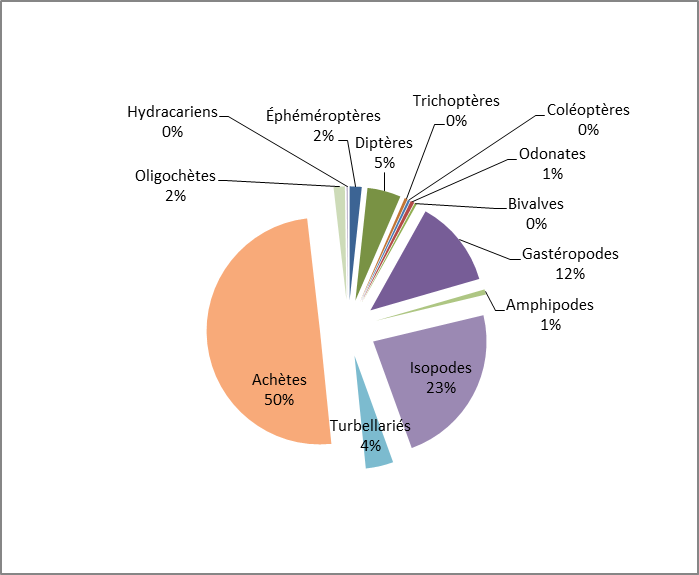 Trichoptères
0%
Coléoptères
0%
Hydracariens
0%
Éphéméroptères
2%
Diptères
5%
Odonates
1%
Oligochètes
2%
Bivalves
0%
Gastéropodes
12%
Amphipodes
1%
Isopodes
23%
Achètes
50%
Turbellariés
4%